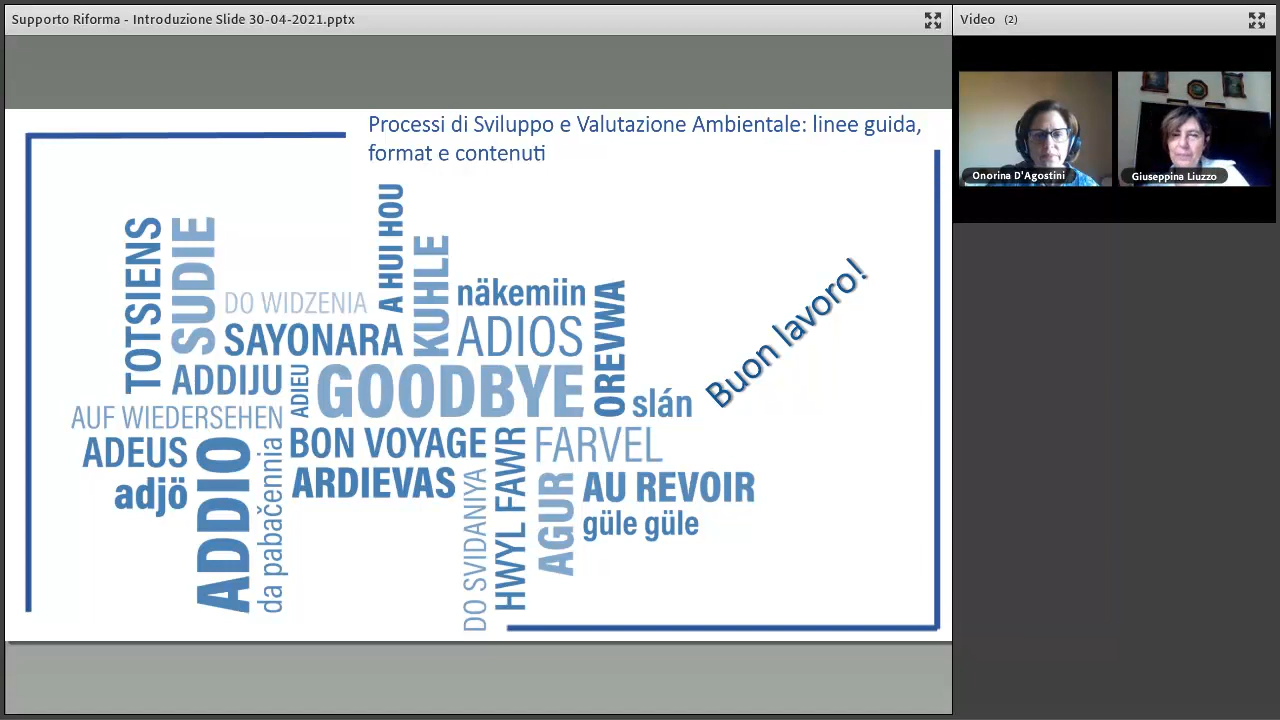 Supporto Riforma - Introduzione Slide 30-04-2021.pptx
Video (2)
Processi di Sviluppo e Valutazione Ambientale: linee guida,
format e contenuti
Onorina D'Agostini
Giuseppina Liuzzo
TOTSIENS
SUDIE
DO WIDZENIA
A HUI HOU
KUHLE
näkemiin
OREVWA
SAYONARA
ADIOS
Buon lavoro!
ADDIJU
ADIEU
GOODBYE
slán
AUF WIEDERSEHEN
ADEUS
ADDIO
da pabačennia
BON VOYAGE
FARVEL
adjö
ARDIEVAS
DO SVIDANIYA
HWYL FAWR
AGUR
AU REVOIR
güle güle